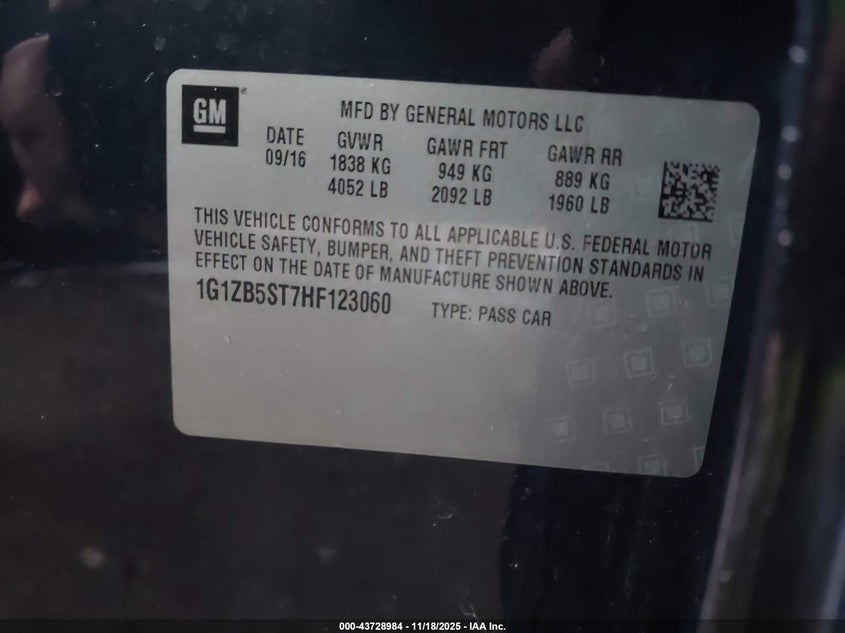 GM
MFD BY GENERAL MOTORS LLC
DATE GVWR GAWR FRT GAWR RR
09/16 1838 KG 949 KG 889 KG
4052 LB 2092 LB 1960 LB
THIS VEHICLE CONFORMS TO ALL APPLICABLE U.S. FEDERAL MOTOR
VEHICLE SAFETY, BUMPER, AND THEFT PREVENTION STANDARDS IN
EFFECT ON THE DATE OF MANUFACTURE SHOWN ABOVE.
1G1ZB5ST7HF123060 TYPE: PASS CAR
000-43728984 - 11/18/2025 - IAA Inc.